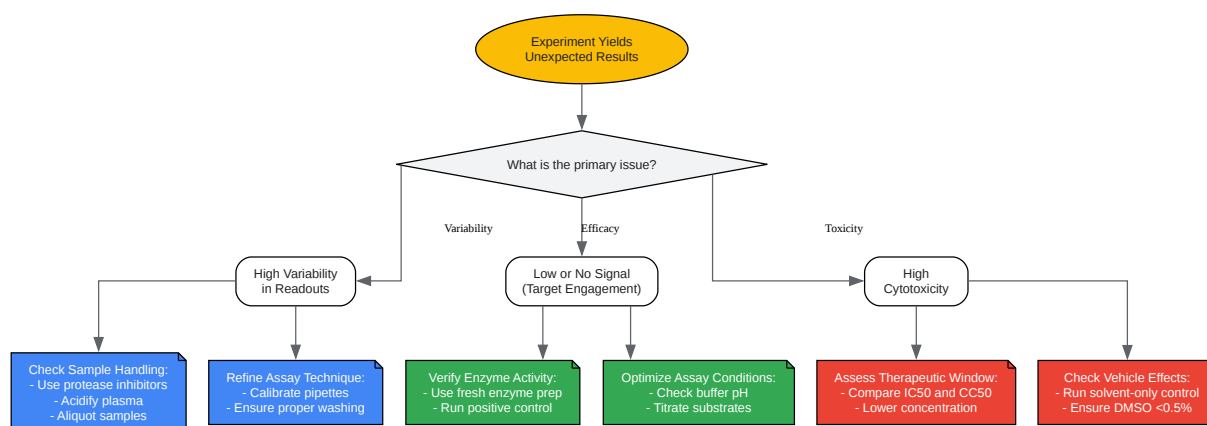 Experiment Yields
Unexpected Results
What is the primary issue?
Variability
Efficacy
Toxicity
High Variability
in Readouts
Low or No Signal
(Target Engagement)
High
Cytotoxicity
Check Sample Handling:
- Use protease inhibitors
- Acidify plasma
- Aliquot samples
Refine Assay Technique:
- Calibrate pipettes
- Ensure proper washing
Verify Enzyme Activity:
- Use fresh enzyme prep
- Run positive control
Optimize Assay Conditions:
- Check buffer pH
- Titrate substrates
Assess Therapeutic Window:
- Compare IC50 and CC50
- Lower concentration
Check Vehicle Effects:
- Run solvent-only control
- Ensure DMSO <0.5%